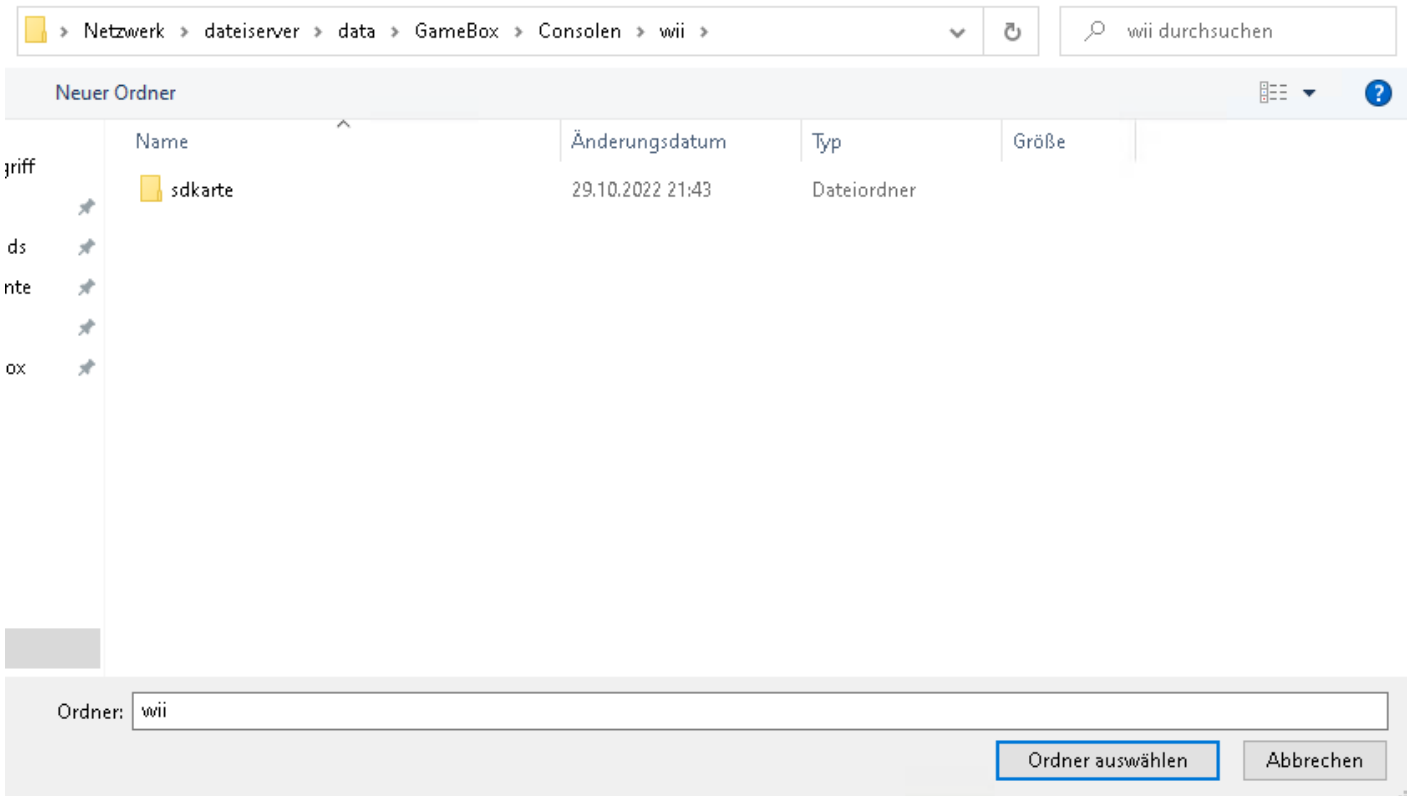 Netzwerk > dateiserver > data > GameBox > Consolen > wii >
wii durchsuchen
Neuer Ordner
?
Name
Änderungsdatum
Typ
Größe
griff
sdkarte
29.10.2022 21:43
Dateiordner
ds
nte
ox
Ordner: wii
Ordner auswählen
Abbrechen